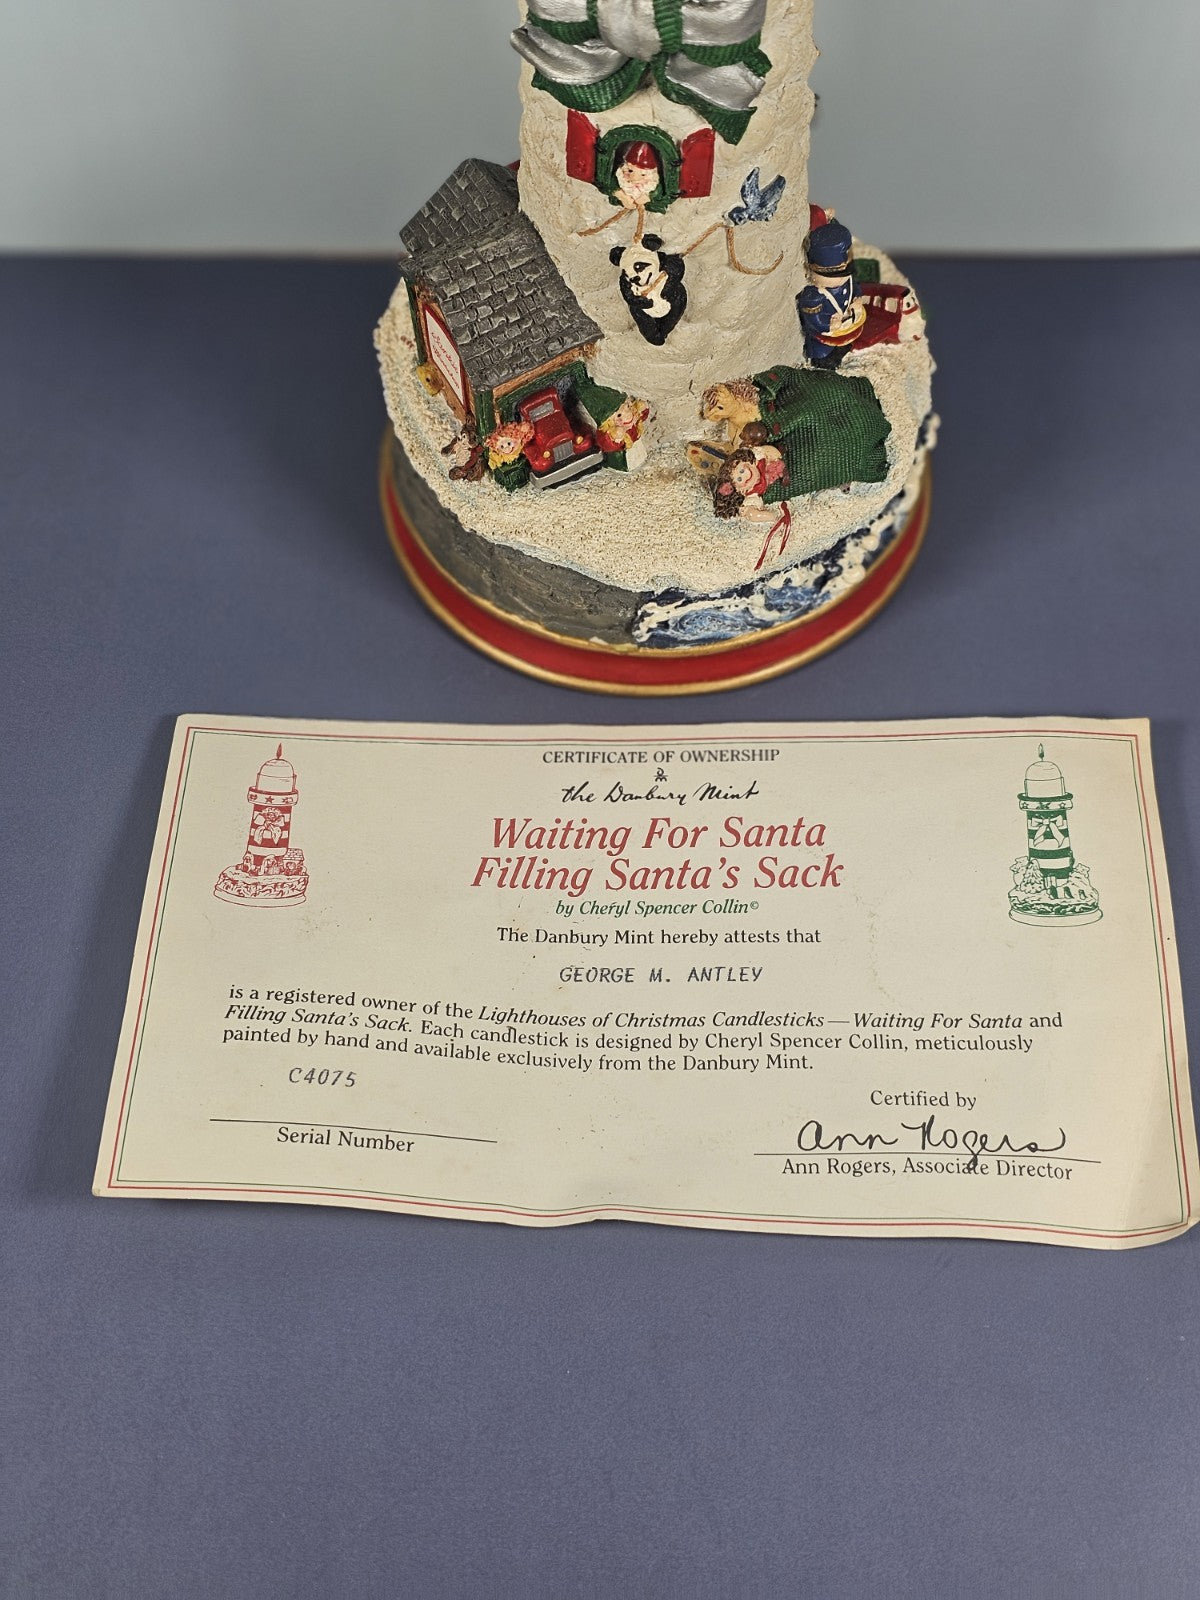 CERTIFICATE OF OWNERSHIP
the Danbury Mint
Waiting For Santa
Filling Santa's Sack
by Cheryl Spencer Collin©
The Danbury Mint hereby attests that
GEORGE M. ANTLEY
is a registered owner of the Lighthouses of Christmas Candlesticks—Waiting For Santa and
Filling Santa's Sack. Each candlestick is designed by Cheryl Spencer Collin, meticulously
painted by hand and available exclusively from the Danbury Mint.
C4075
Serial Number
Certified by
Ann Rogers
Ann Rogers, Associate Director